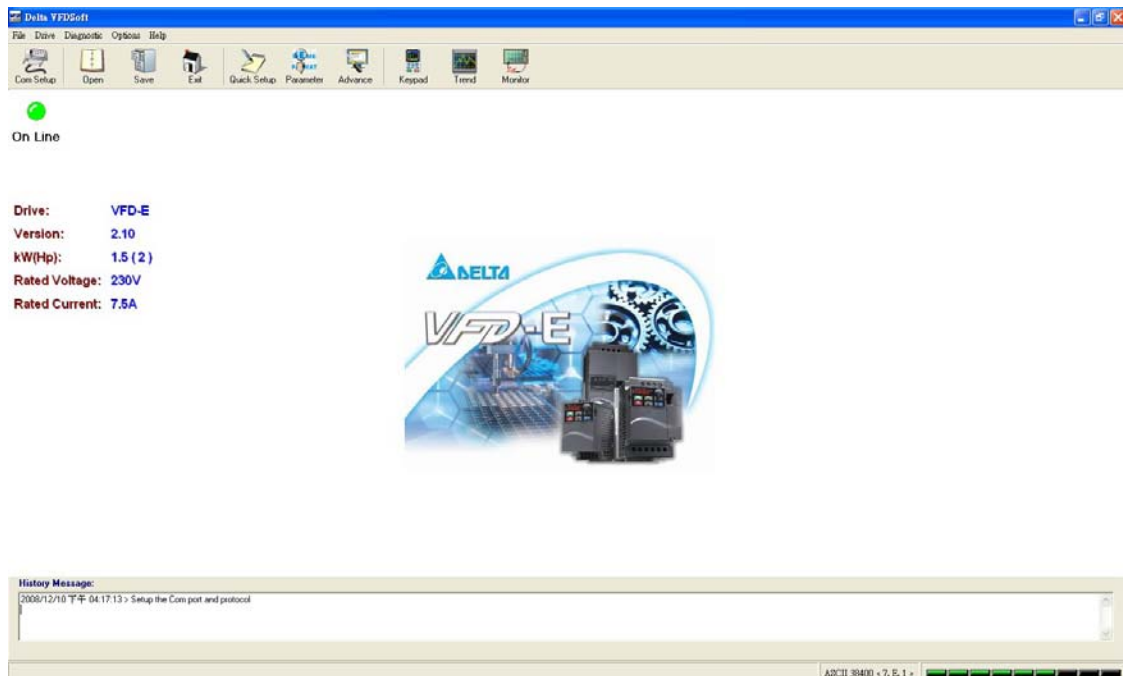 Delta VFDSoft
File Drive Diagnostic Options Help
Com Setup Open Save Exit Quick Setup Parameter Advance Keypad Trend Monitor
On Line
Drive: VFD-E
Version: 2.10
kW(Hp): 1.5 ( 2 )
Rated Voltage: 230V
Rated Current: 7.5A
DELTA
VFD-E
History Message:
2008/12/10 下午 04:17:13 > Setup the Com port and protocol
ASCII 38400 < 7, E, 1 >